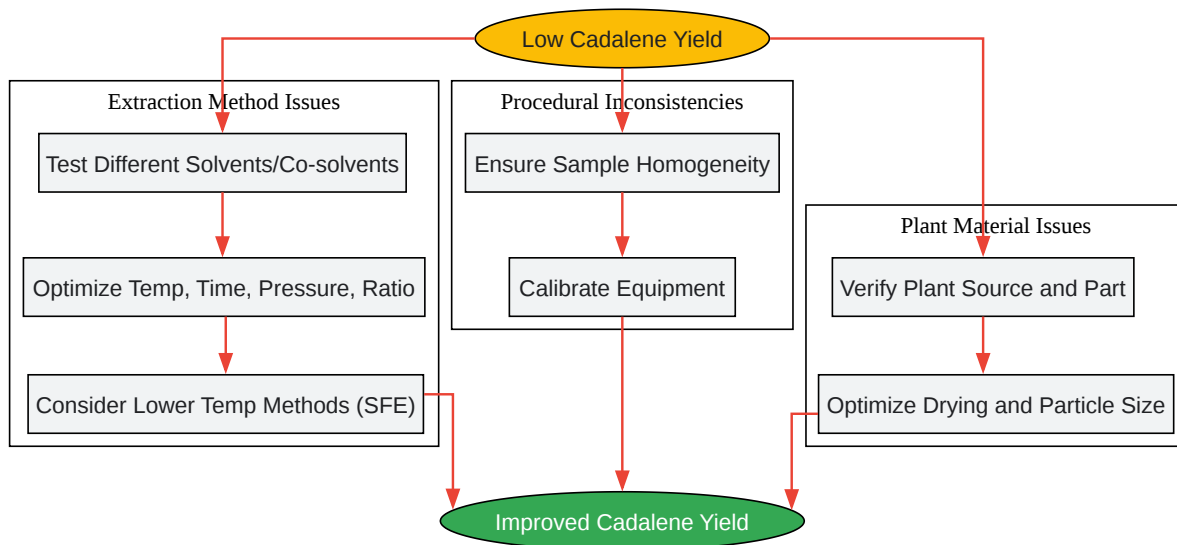 Low Cadalene Yield
Extraction Method Issues
Test Different Solvents/Co-solvents
Optimize Temp, Time, Pressure, Ratio
Consider Lower Temp Methods (SFE)
Procedural Inconsistencies
Ensure Sample Homogeneity
Calibrate Equipment
Plant Material Issues
Verify Plant Source and Part
Optimize Drying and Particle Size
Improved Cadalene Yield